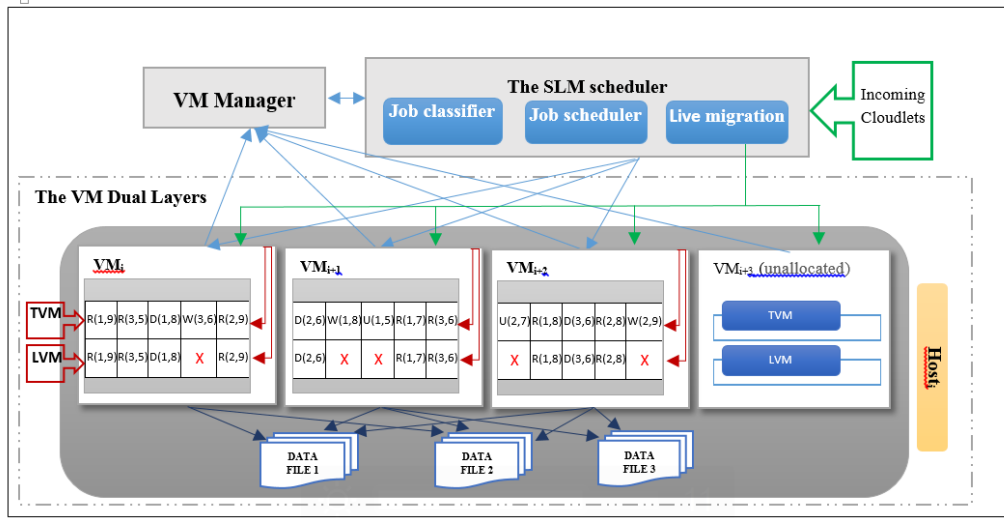 The SLM scheduler
VM Manager
Job classifier
Job scheduler
Live migration
Incoming
Cloudlets
The VM Dual Layers
VMi
VMi+1
VMi+2
VMi+3 (unallocated)
TVM
R(1,9) R(3,5) D(1,8) W(3,6) R(2,9)
D(2,6) W(1,8) U(1,5) R(1,7) R(3,6)
U(2,7) R(1,8) D(3,6) R(2,8) W(2,9)
TVM
LVM
R(1,9) R(3,5) D(1,8) X R(2,9)
D(2,6) X X R(1,7) R(3,6)
X R(1,8) D(3,6) R(2,8) X
LVM
Hosti
DATA
FILE 1
DATA
FILE 2
DATA
FILE 3